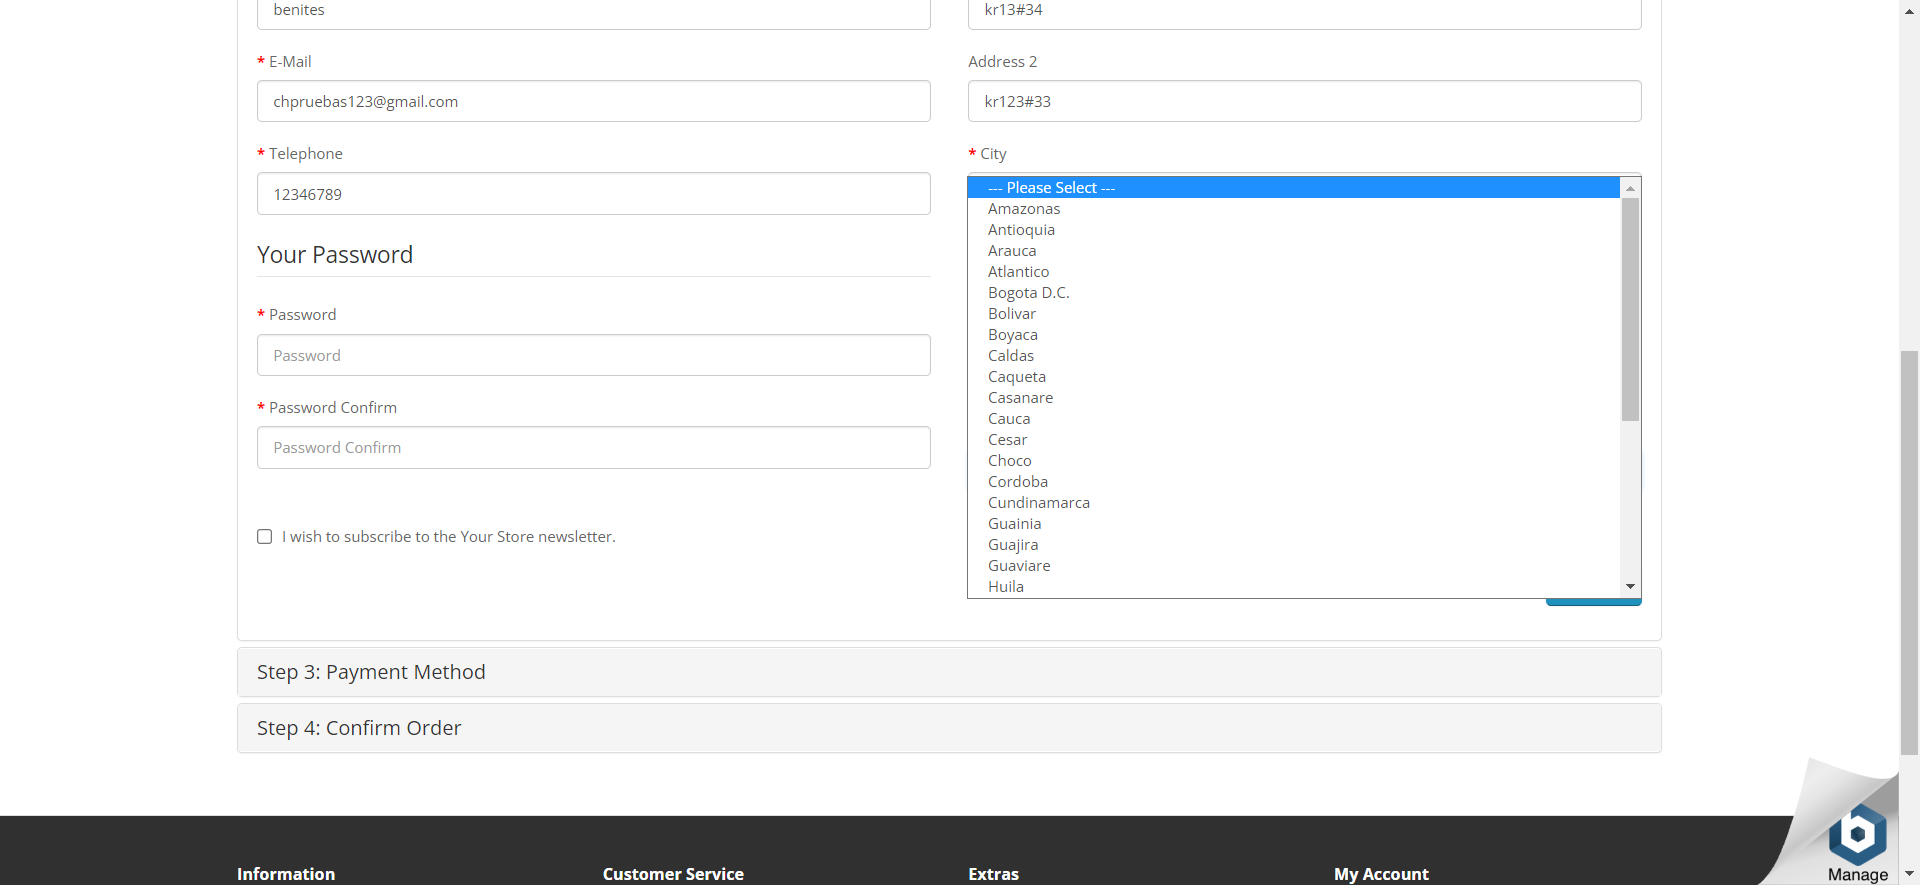 benites
kr13#34
* E-Mail
Address 2
chpruebas123@gmail.com
kr123#33
* Telephone
* City
12346789
--- Please Select ---
Amazonas
Antioquia
Arauca
Atlantico
Bogota D.C.
Bolivar
Boyaca
Caldas
Caqueta
Casanare
Cauca
Cesar
Choco
Cordoba
Cundinamarca
Guainia
Guajira
Guaviare
Huila
Your Password
* Password
Password
* Password Confirm
Password Confirm
I wish to subscribe to the Your Store newsletter.
Step 3: Payment Method
Step 4: Confirm Order
Information
Customer Service
Extras
My Account
Manage